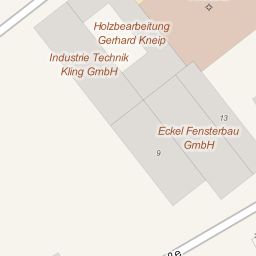 Holzbearbeitung
Gerhard Kneip
Industrie Technik
Kling GmbH
13
Eckel Fensterbau
GmbH
9